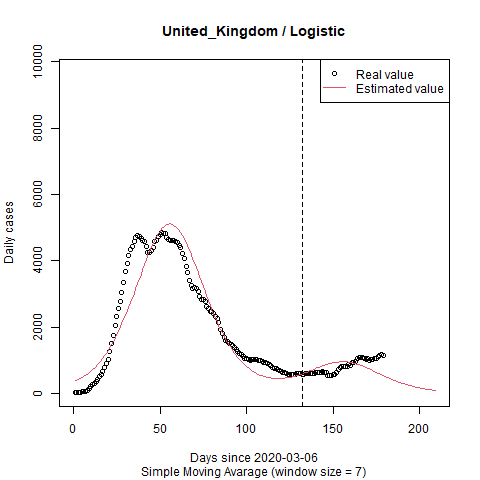 United_Kingdom / Logistic
Real value
Estimated value
Daily cases
10000
8000
6000
4000
2000
0
0 50 100 150 200
Days since 2020-03-06
Simple Moving Avarage (window size = 7)